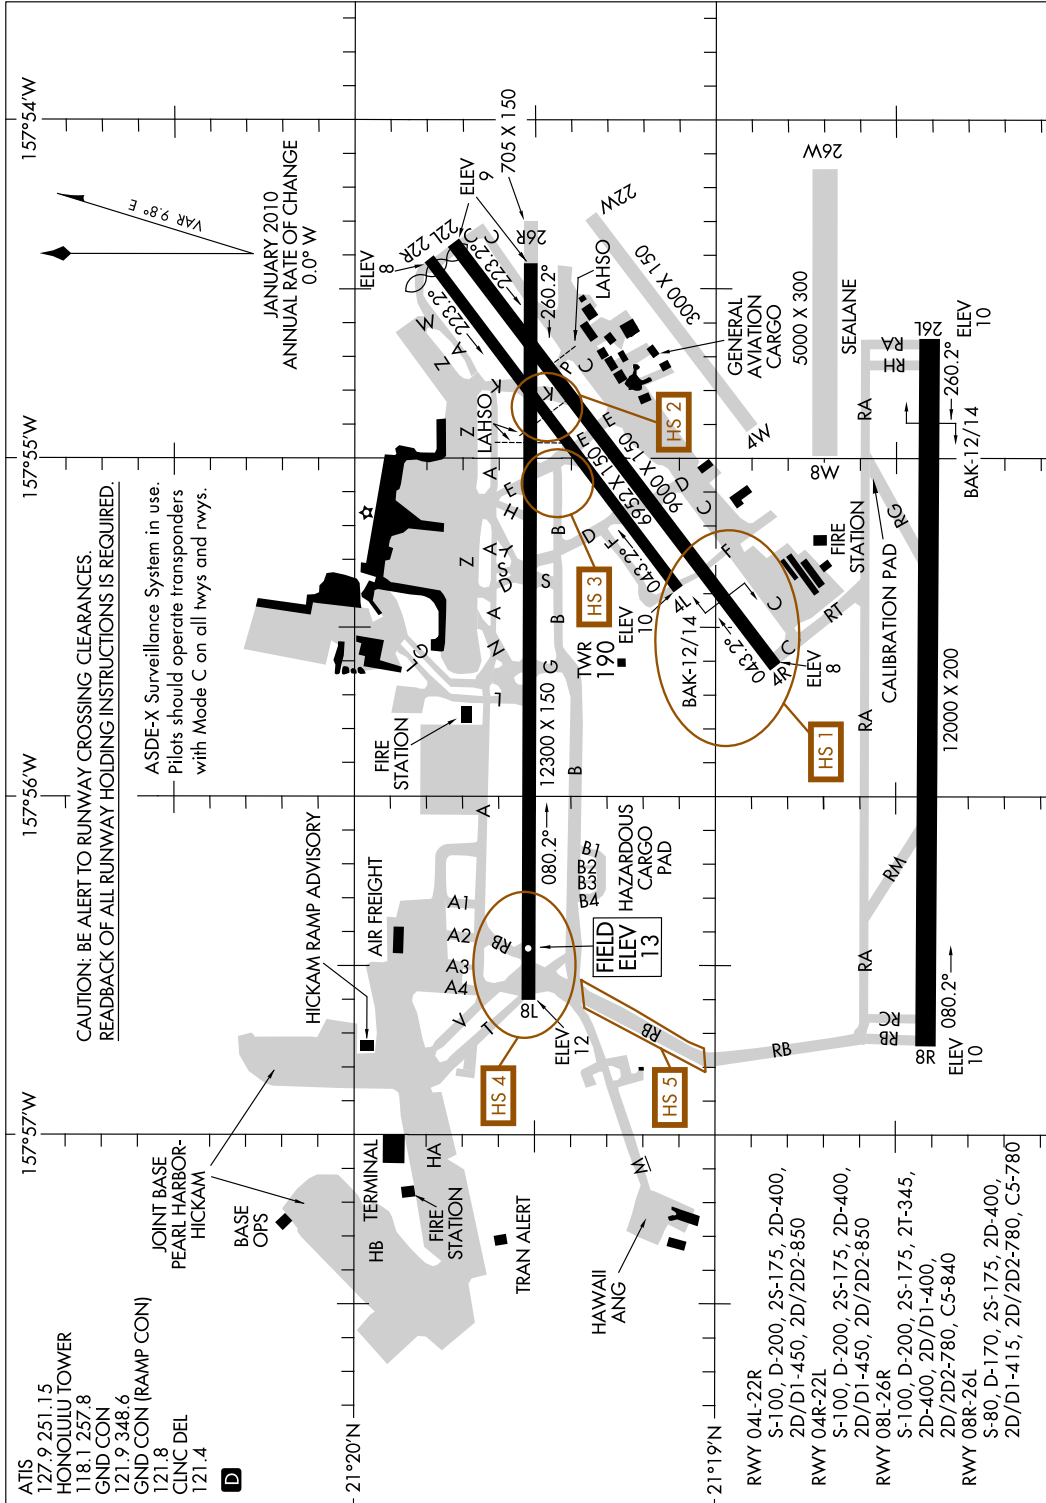 ATIS
127.9 251.15
HONOLULU TOWER
118.1 257.8
GND CON
121.9 348.6
GND CON (RAMP CON)
121.8
CLNC DEL
121.4
D
CAUTION: BE ALERT TO RUNWAY CROSSING CLEARANCES.
READBACK OF ALL RUNWAY HOLDING INSTRUCTIONS IS REQUIRED.
ASDE-X Surveillance System in use.
Pilots should operate transponders
with Mode C on all twys and rwys.
157°57'W
157°56'W
157°55'W
157°54'W
VAR 9.8° E
JANUARY 2010
ANNUAL RATE OF CHANGE
0.0° W
21°20'N
21°19'N
JOINT BASE
PEARL HARBOR-
HICKAM
BASE
OPS
HICKAM RAMP ADVISORY
AIR FREIGHT
TERMINAL
HB
HA
FIRE
STATION
TRAN ALERT
HAWAII
ANG
M
FIRE
STATION
V
T
A4
A3
A2
A1
RB
A
L
G
L
N
A
D
S
Y
A
Z
H
E
A
Z
K
Z
A
W
LAHSO
ELEV
8
22R
22L
223.2°
223.2°
C
C
ELEV
9
705 X 150
26R
260.2°
LAHSO
P
C
K
HS 2
HS 3
HS 4
8L
ELEV
12
FIELD
ELEV
13
080.2°
12300 X 150
B
G
B
S
B
D
F
E
E
D
C
F
C
C
B4
B3
B2
B1
HAZARDOUS
CARGO
PAD
TWR
190
ELEV
10
4L
043.2°
6952 X 150
9000 X 150
BAK-12/14
043.2°
4R
ELEV
8
HS 1
RT
FIRE
STATION
GENERAL
AVIATION
CARGO
22W
3000 X 150
4W
26W
5000 X 300
SEALANE
8W
RB
HS 5
RB
RB
RC
RA
RM
RA
CALIBRATION PAD
RG
RA
RH
RA
8R
ELEV
10
080.2°
12000 X 200
BAK-12/14
260.2°
26L
ELEV
10
RWY 04L-22R
S-100, D-200, 2S-175, 2D-400,
2D/D1-450, 2D/2D2-850
RWY 04R-22L
S-100, D-200, 2S-175, 2D-400,
2D/D1-450, 2D/2D2-850
RWY 08L-26R
S-100, D-200, 2S-175, 2T-345,
2D-400, 2D/D1-400,
2D/2D2-780, C5-840
RWY 08R-26L
S-80, D-170, 2S-175, 2D-400,
2D/D1-415, 2D/2D2-780, C5-780